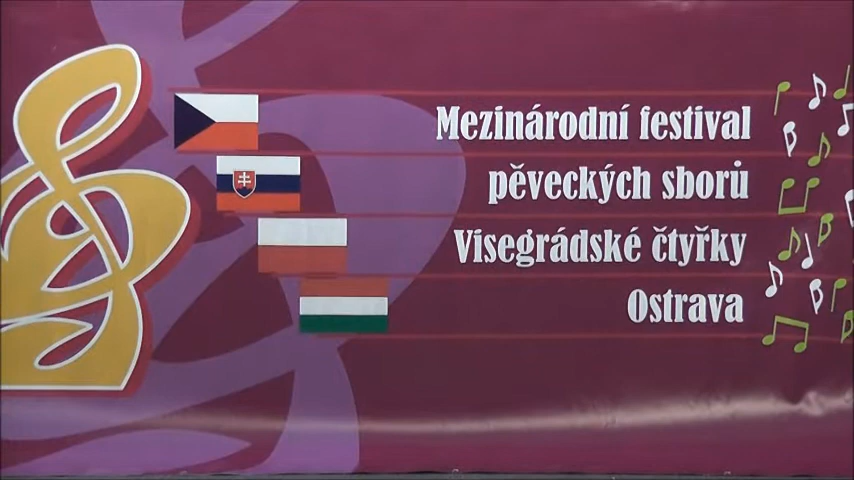 Mezinárodní festival
pěveckých sborů
Visegrádské čtyřky
Ostrava